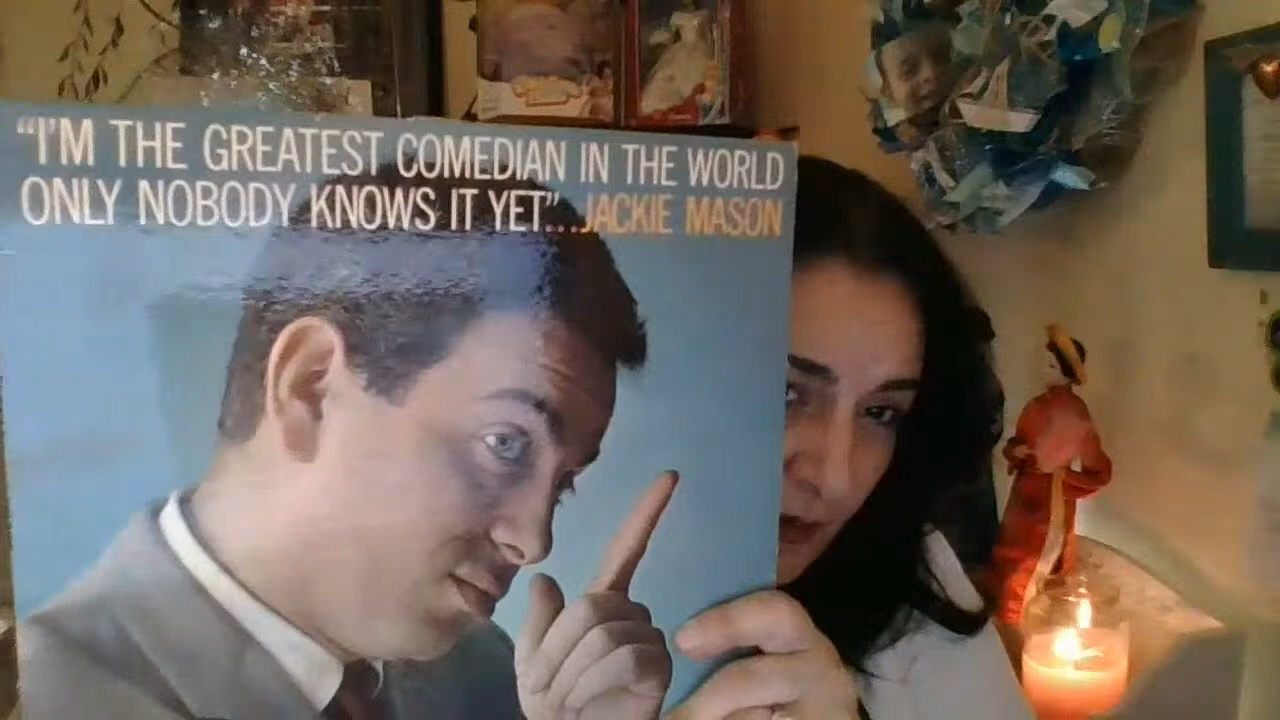 “I'M THE GREATEST COMEDIAN IN THE WORLD
ONLY NOBODY KNOWS IT YET”...JACKIE MASON